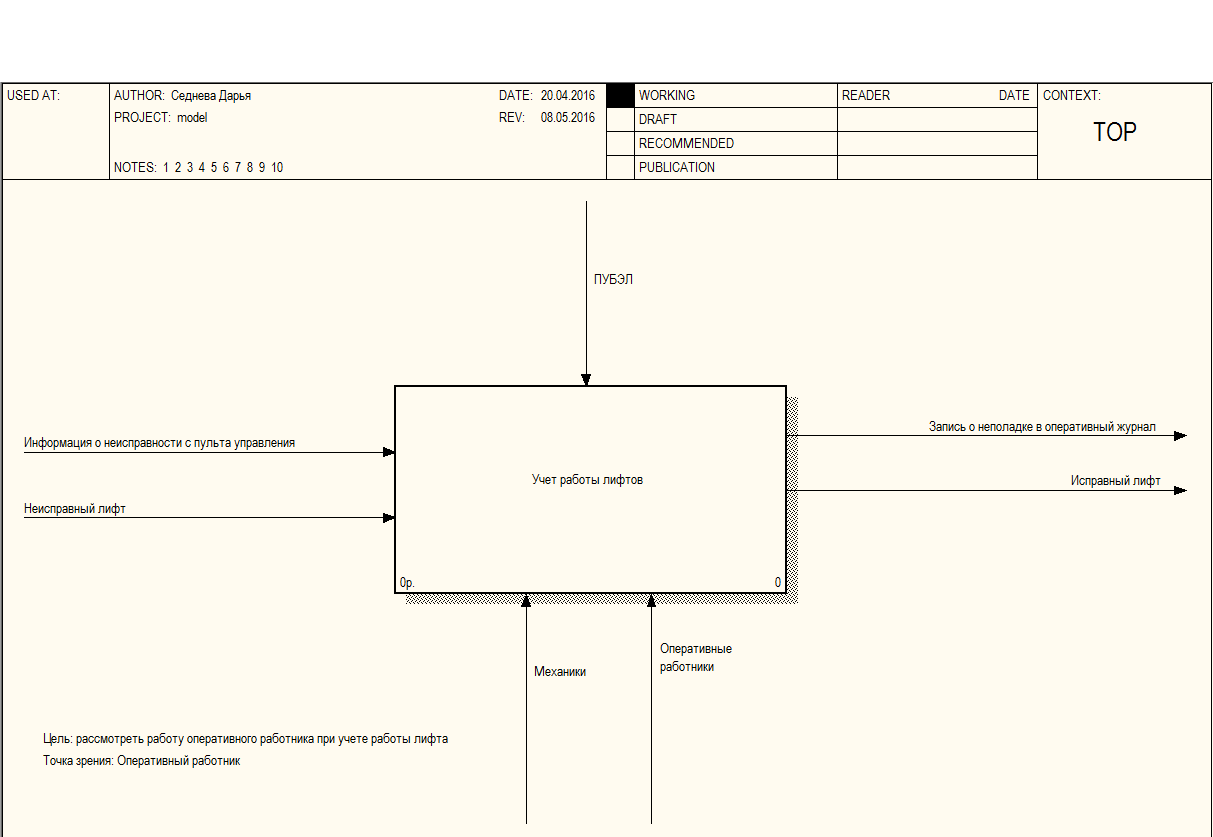 USED AT:
AUTHOR: Седнева Дарья
DATE: 20.04.2016
PROJECT: model
REV: 08.05.2016
NOTES: 1 2 3 4 5 6 7 8 9 10
WORKING
DRAFT
RECOMMENDED
PUBLICATION
READER DATE
CONTEXT:
TOP
ПУБЭЛ
Информация о неисправности с пульта управления
Неисправный лифт
Учет работы лифтов
0р. 0
Запись о неполадке в оперативный журнал
Исправный лифт
Механики
Оперативные
работники
Цель: рассмотреть работу оперативного работника при учете работы лифта
Точка зрения: Оперативный работник